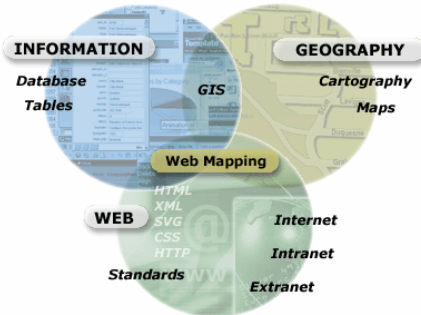 INFORMATION
GEOGRAPHY
Database
Tables
GIS
Cartography
Maps
Web Mapping
WEB
HTML
XML
SVG
CSS
HTTP
Standards
Internet
Intranet
Extranet